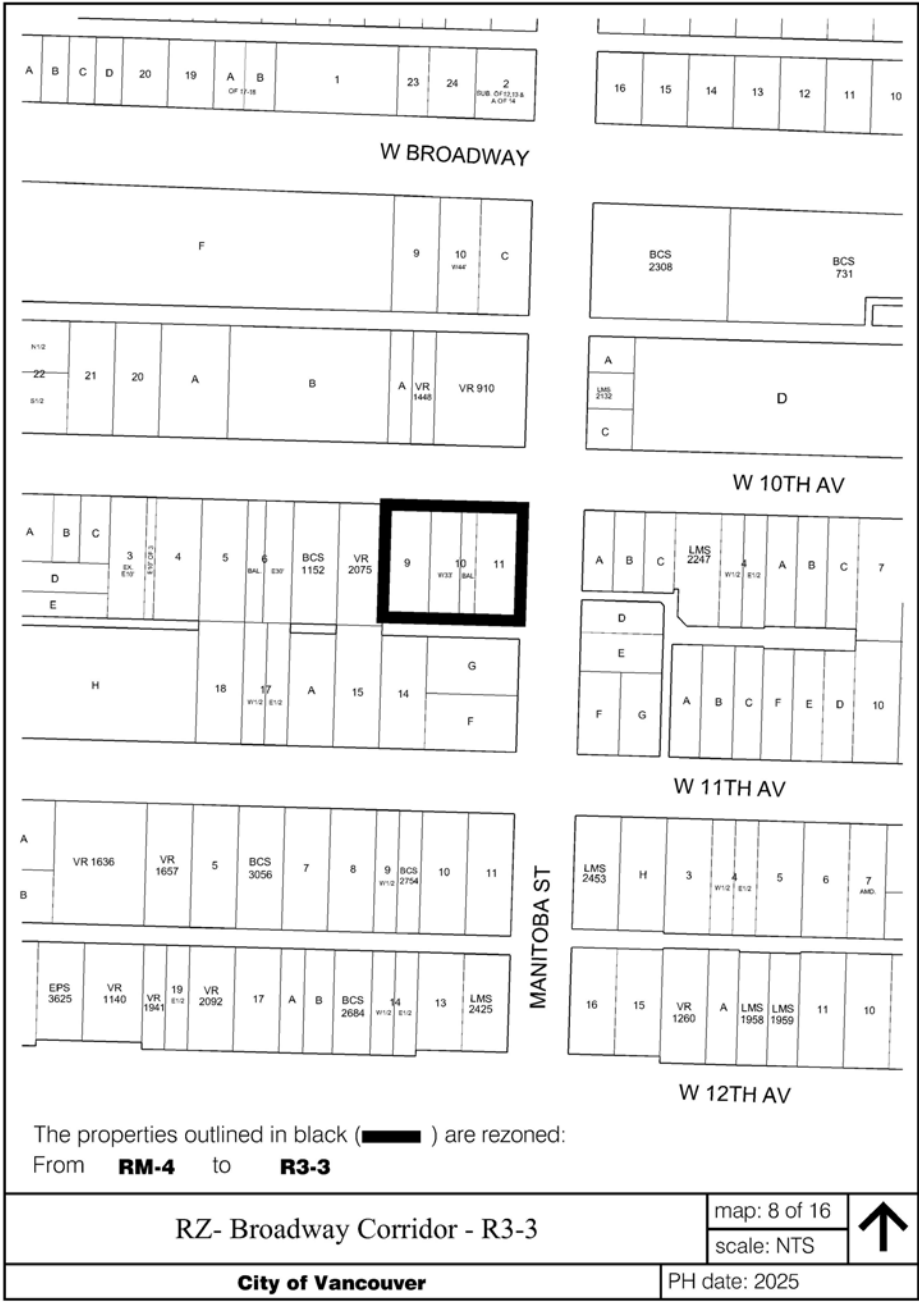 A B C D 20 19 A B 1 23 24 2
OF 17-18
SUB. OF 12,13 &
A OF 14
16 15 14 13 12 11 10
W BROADWAY
F 9 10 C
W44'
BCS
2308
BCS
731
N1/2
22
S1/2
21 20 A B A VR
1448
VR 910
A
LMS
2132
C
D
W 10TH AV
A B C
D
E
3
EX.
E10'
E 10' OF 3
4 5 6
BAL. E30'
BCS
1152
VR
2075
9 10 11
W33' BAL.
A B C LMS
2247
4
W1/2 E1/2
A B C 7
D
E
F G
A B C F E D 10
H 18 17
W1/2 E1/2
A 15 14
G
F
W 11TH AV
A
B
VR 1636
VR
1657
5
BCS
3056
7 8 9
W1/2
BCS
2754
10 11
MANITOBA ST
LMS
2453
H 3 4
W1/2 E1/2
5 6 7
AMD.
EPS
3625
VR
1140
VR
1941
19
E1/2
VR
2092
17 A B
BCS
2684
14
W1/2 E1/2
13
LMS
2425
16 15
VR
1260
A
LMS
1958
LMS
1959
11 10
W 12TH AV
The properties outlined in black ( ) are rezoned:
From RM-4 to R3-3
RZ- Broadway Corridor - R3-3
map: 8 of 16
scale: NTS
City of Vancouver
PH date: 2025